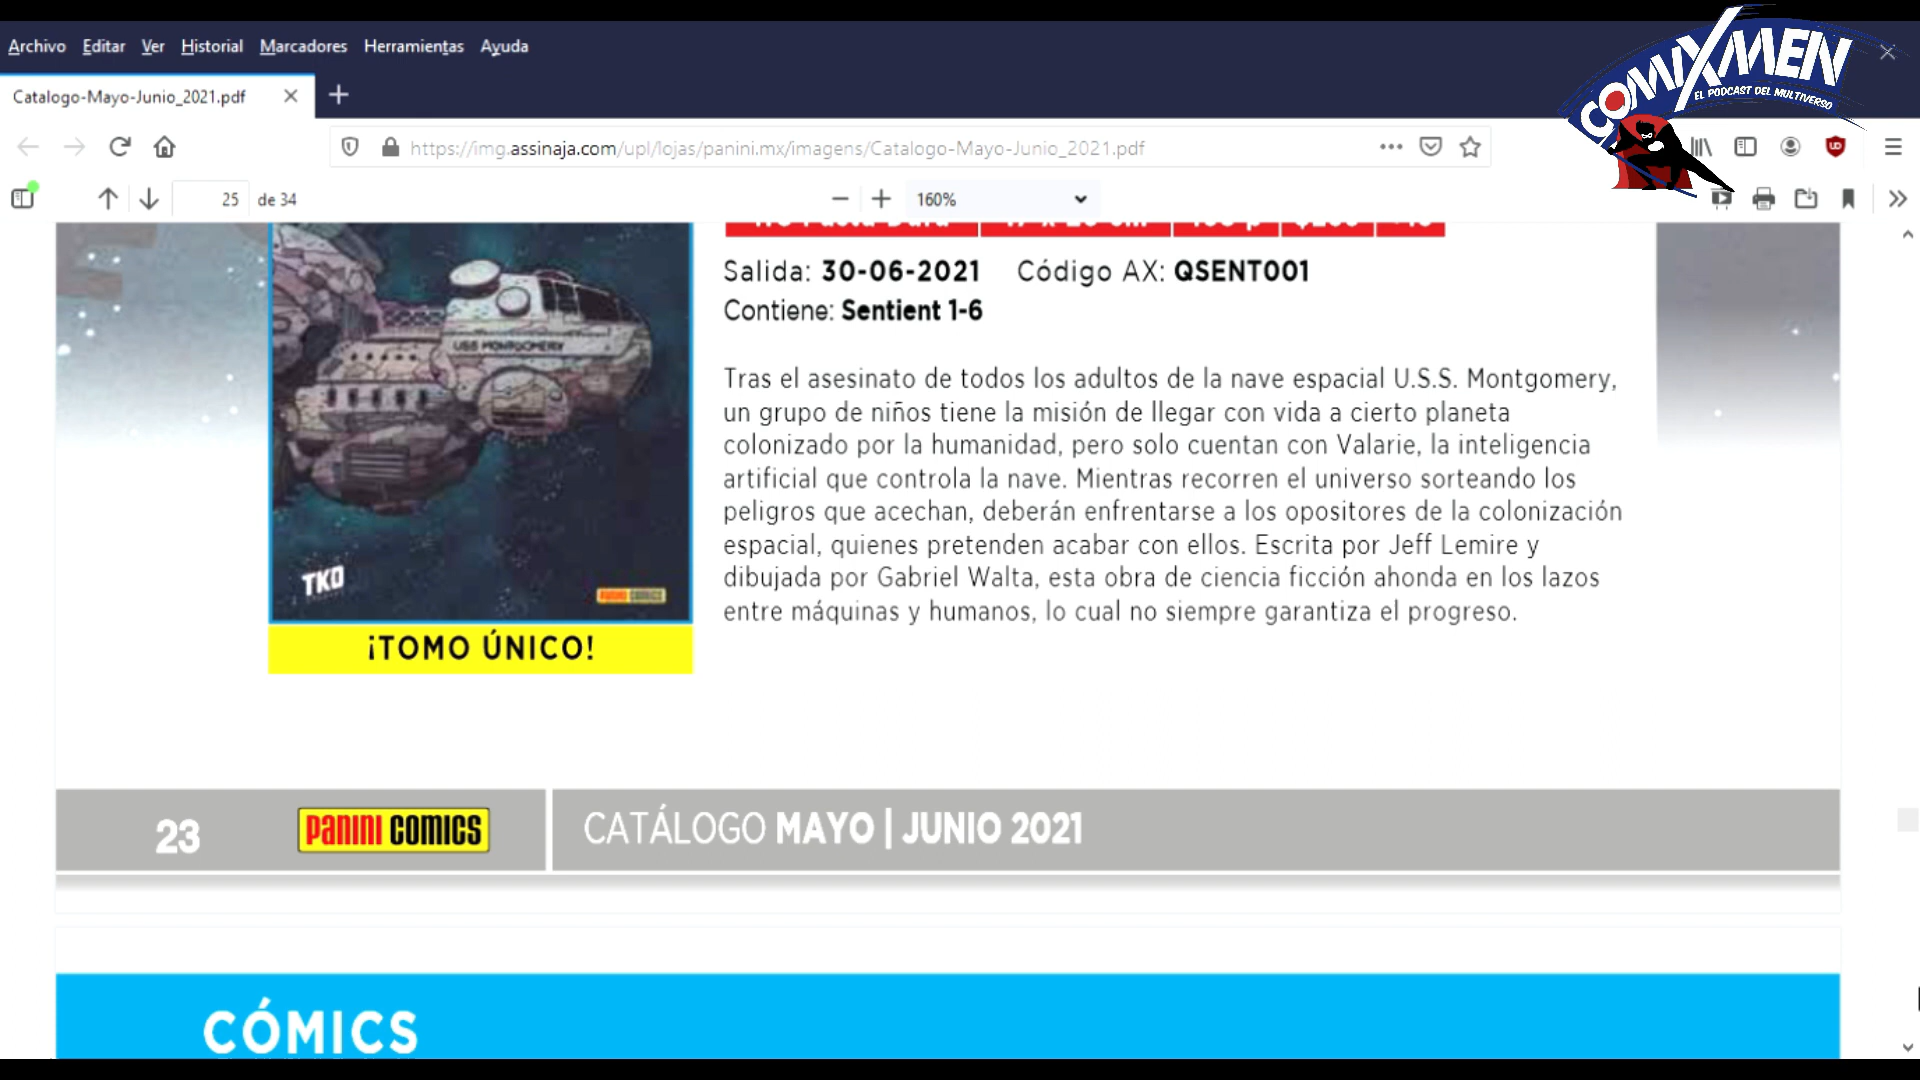 Archivo Editar Ver Historial Marcadores Herramientas Ayuda
COMIXMEN
EL PODCAST DEL MULTIVERSO
Catalogo-Mayo-Junio_2021.pdf
https://img.assinaja.com/upl/lojas/panini.mx/imagens/Catalogo-Mayo-Junio_2021.pdf
25 de 34
160%
Salida: 30-06-2021 Código AX: QSENT001
Contiene: Sentient 1-6
USS MONTGOMERY
Tras el asesinato de todos los adultos de la nave espacial U.S.S. Montgomery,
un grupo de niños tiene la misión de llegar con vida a cierto planeta
colonizado por la humanidad, pero solo cuentan con Valarie, la inteligencia
artificial que controla la nave. Mientras recorren el universo sorteando los
peligros que acechan, deberán enfrentarse a los opositores de la colonización
espacial, quienes pretenden acabar con ellos. Escrita por Jeff Lemire y
dibujada por Gabriel Walta, esta obra de ciencia ficción ahonda en los lazos
entre máquinas y humanos, lo cual no siempre garantiza el progreso.
TKO
PANINI COMICS
¡TOMO ÚNICO!
23
PANINI COMICS
CATÁLOGO MAYO | JUNIO 2021
CÓMICS